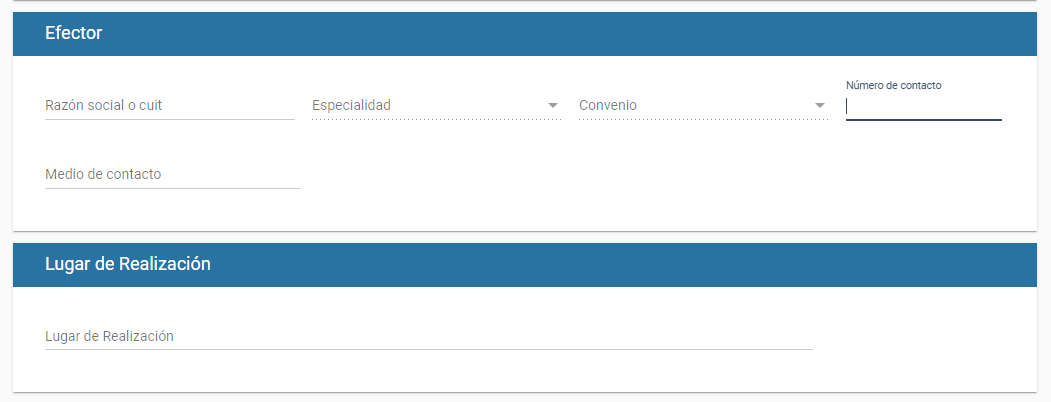 Efector
Número de contacto
Razón social o cuit Especialidad Convenio
Medio de contacto
Lugar de Realización
Lugar de Realización